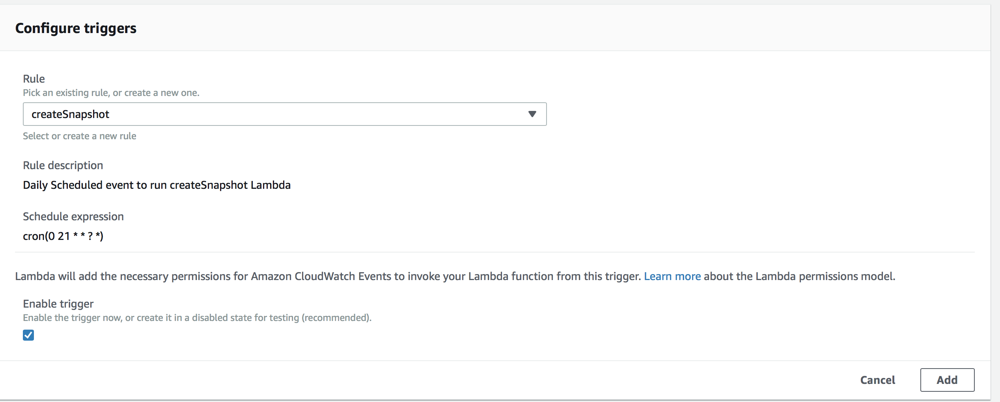 Configure triggers
Rule
Pick an existing rule, or create a new one.
createSnapshot
Select or create a new rule
Rule description
Daily Scheduled event to run createSnapshot Lambda
Schedule expression
cron(0 21 * * ? *)
Lambda will add the necessary permissions for Amazon CloudWatch Events to invoke your Lambda function from this trigger. Learn more about the Lambda permissions model.
Enable trigger
Enable the trigger now, or create it in a disabled state for testing (recommended).
Cancel Add